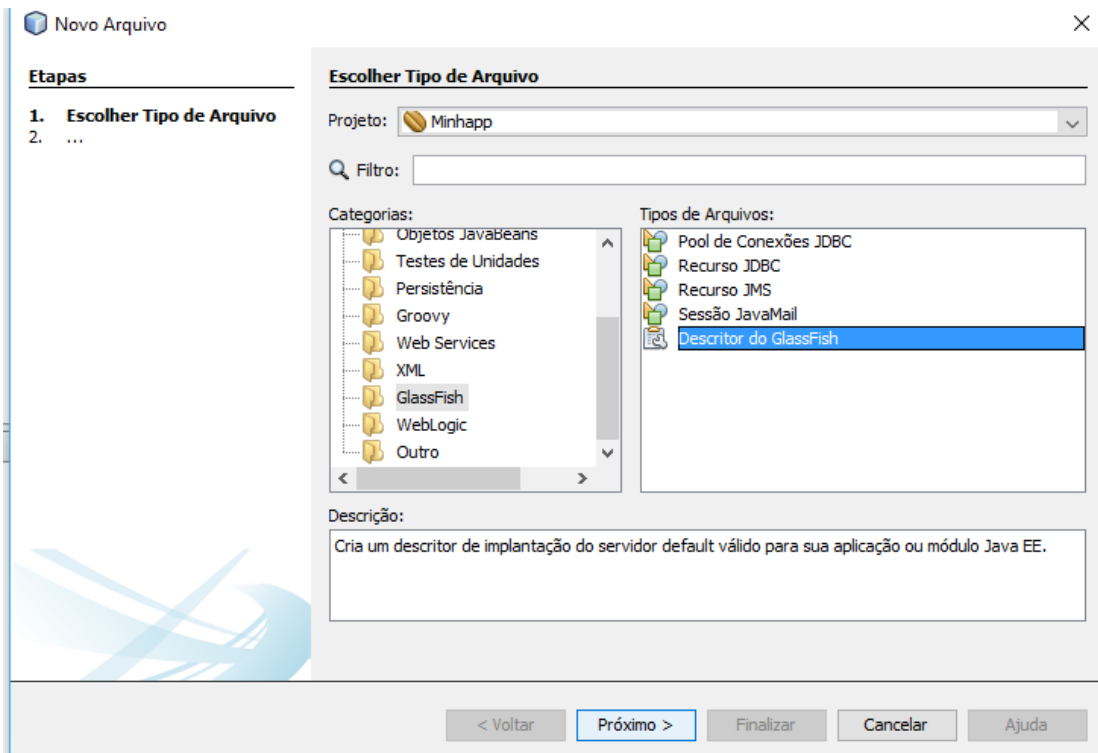 Novo Arquivo
Etapas
1. Escolher Tipo de Arquivo
2. ...
Escolher Tipo de Arquivo
Projeto: Minhapp
Filtro:
Categorias:
Objetos JavaBeans
Testes de Unidades
Persistência
Groovy
Web Services
XML
GlassFish
WebLogic
Outro
Tipos de Arquivos:
Pool de Conexões JDBC
Recurso JDBC
Recurso JMS
Sessão JavaMail
Descritor do GlassFish
Descrição:
Cria um descritor de implantação do servidor default válido para sua aplicação ou módulo Java EE.
< Voltar
Próximo >
Finalizar
Cancelar
Ajuda